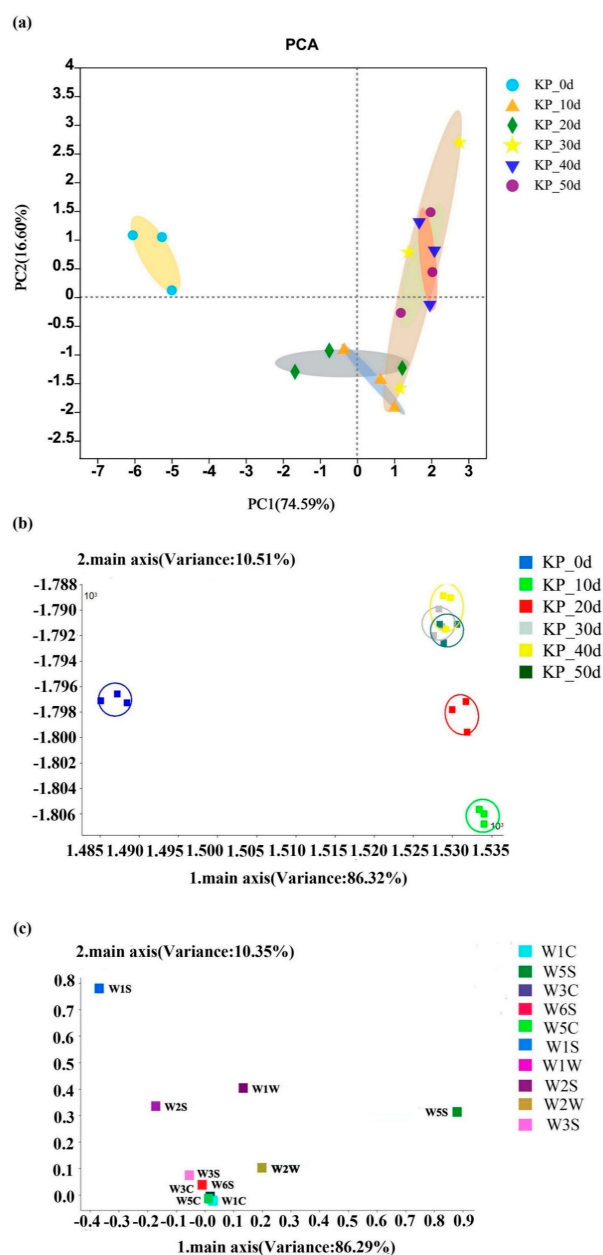 (a)
PCA
4
3.5
3
2.5
2
1.5
1
0.5
0
-0.5
-1
-1.5
-2
-2.5
PC2(16.60%)
-7 -6 -5 -4 -3 -2 -1 0 1 2 3
PC1(74.59%)
KP_0d
KP_10d
KP_20d
KP_30d
KP_40d
KP_50d
(b)
2.main axis(Variance:10.51%)
-1.788
10³
-1.790
-1.792
-1.794
-1.796
-1.798
-1.800
-1.802
-1.804
-1.806
10³
1.485 1.490 1.495 1.500 1.505 1.510 1.515 1.520 1.525 1.530 1.535
1.main axis(Variance:86.32%)
KP_0d
KP_10d
KP_20d
KP_30d
KP_40d
KP_50d
(c)
2.main axis(Variance:10.35%)
0.8
0.7
0.6
0.5
0.4
0.3
0.2
0.1
0.0
W1S
W2S
W1W
W5S
W3S
W2W
W3C
W6S
W5C
W1C
-0.4 -0.3 -0.2 -0.1 0.0 0.1 0.2 0.3 0.4 0.5 0.6 0.7 0.8 0.9
1.main axis(Variance:86.29%)
W1C
W5S
W3C
W6S
W5C
W1S
W1W
W2S
W2W
W3S